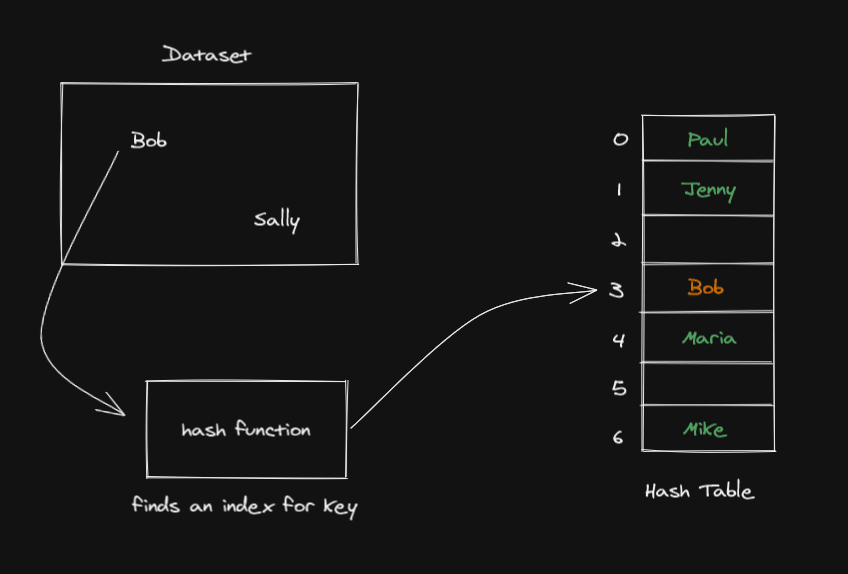 Dataset
Bob
Sally
hash function
finds an index for key
0 Paul
1 Jenny
2
3 Bob
4 Maria
5
6 Mike
Hash Table